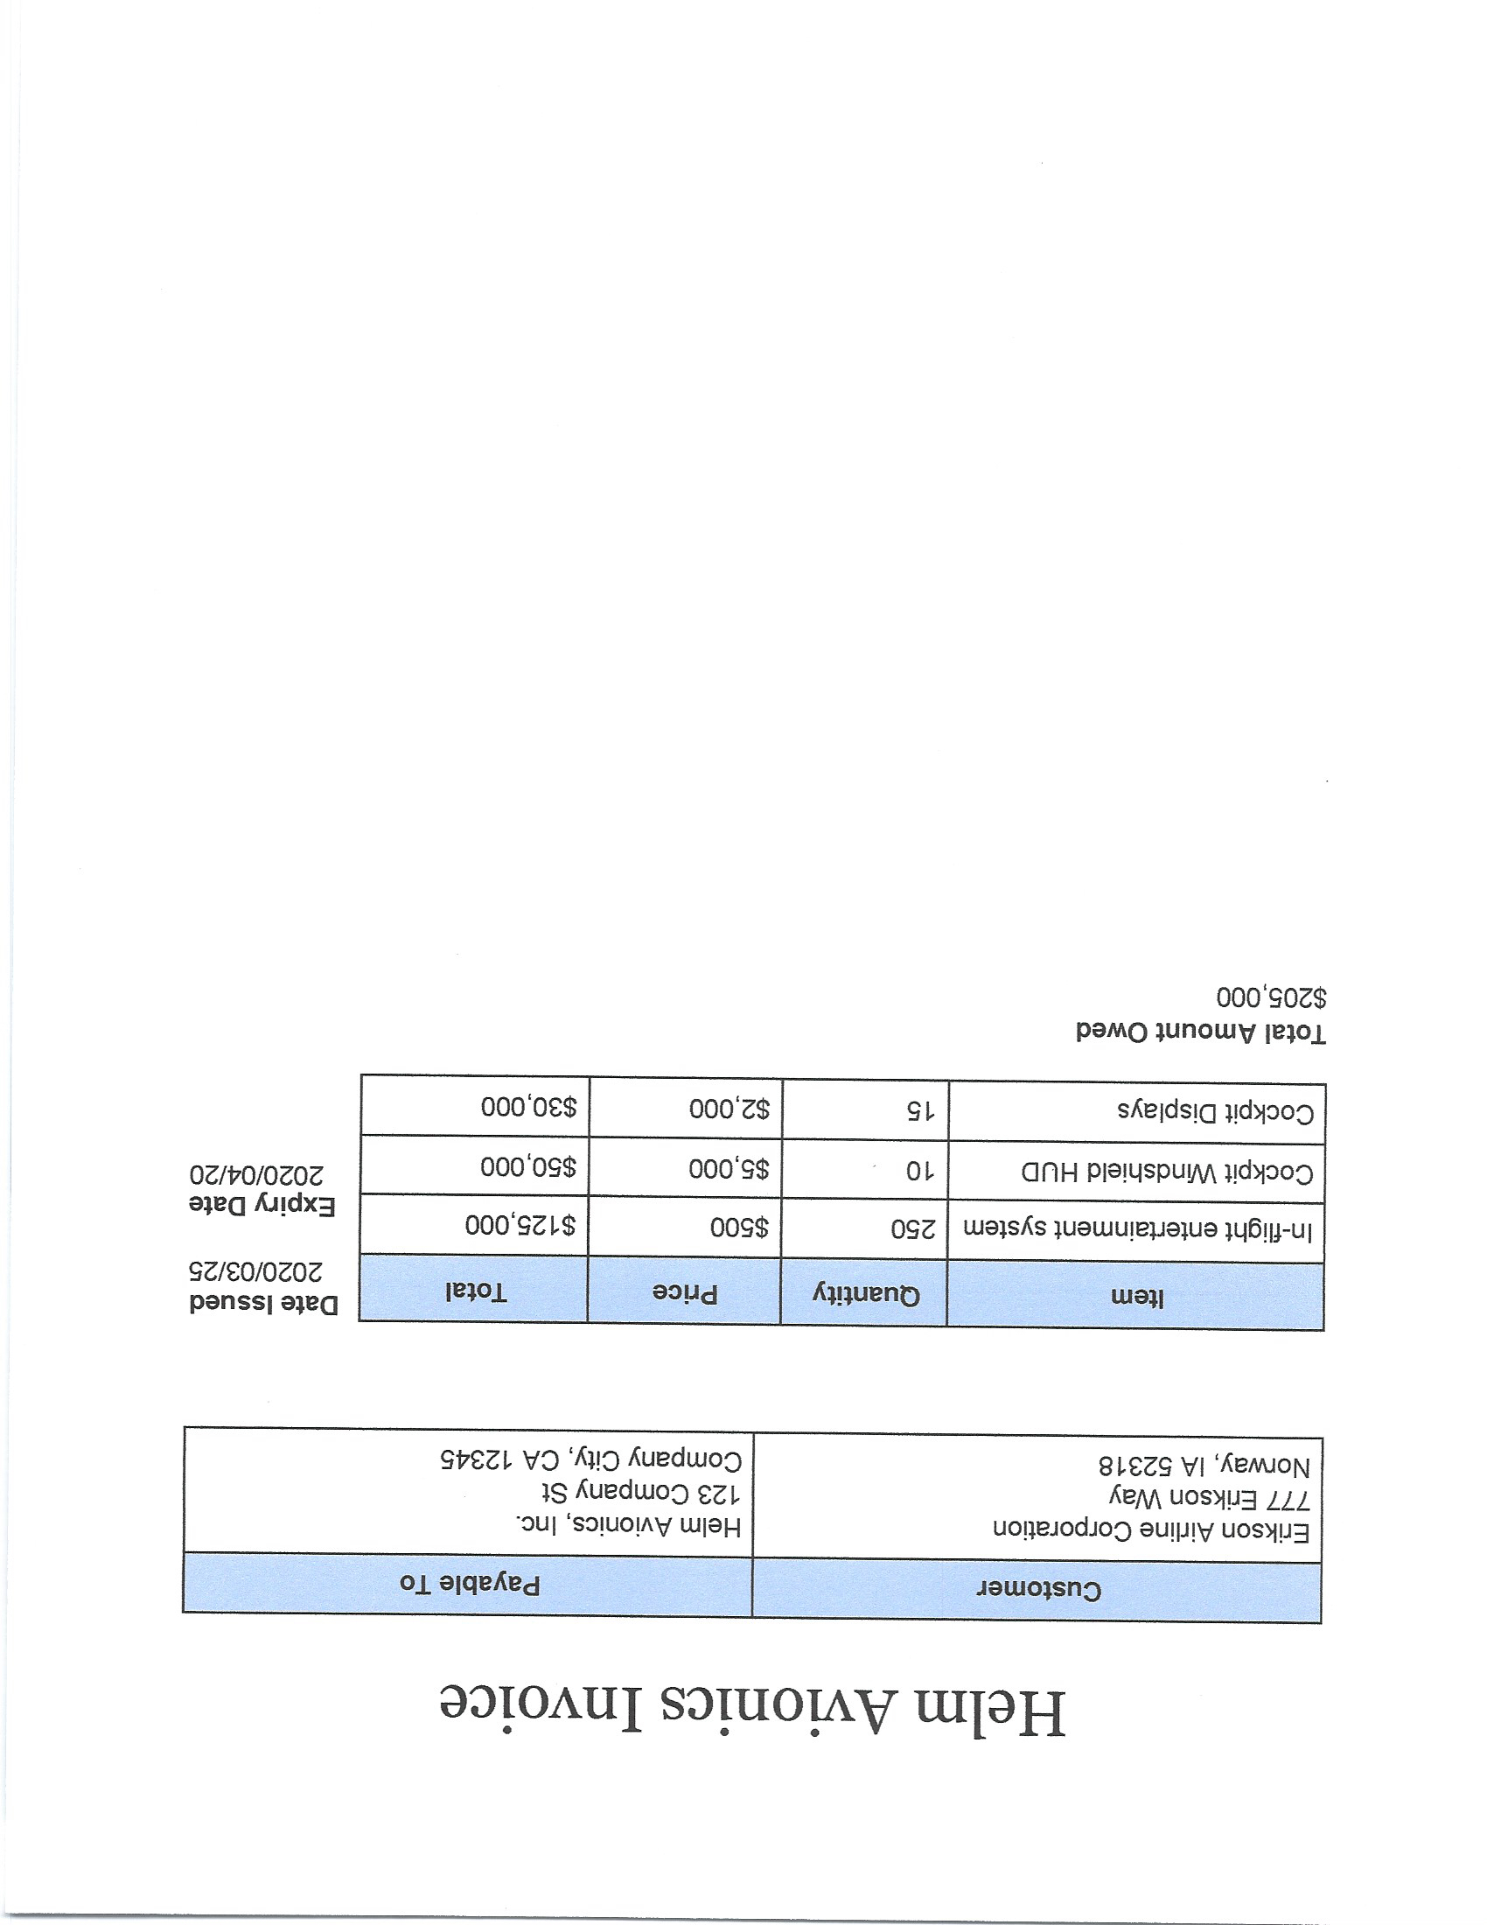 Helm Avionics Invoice
Customer Payable To
Erikson Airline Corporation
777 Erikson Way
Norway, IA 52318
Helm Avionics, Inc.
123 Company St
Company City, CA 12345
Item Quantity Price Total
In-flight entertainment system 250 $500 $125,000
Cockpit Windshield HUD 10 $5,000 $50,000
Cockpit Displays 15 $2,000 $30,000
Date Issued
2020/03/25
Expiry Date
2020/04/20
Total Amount Owed
$205,000